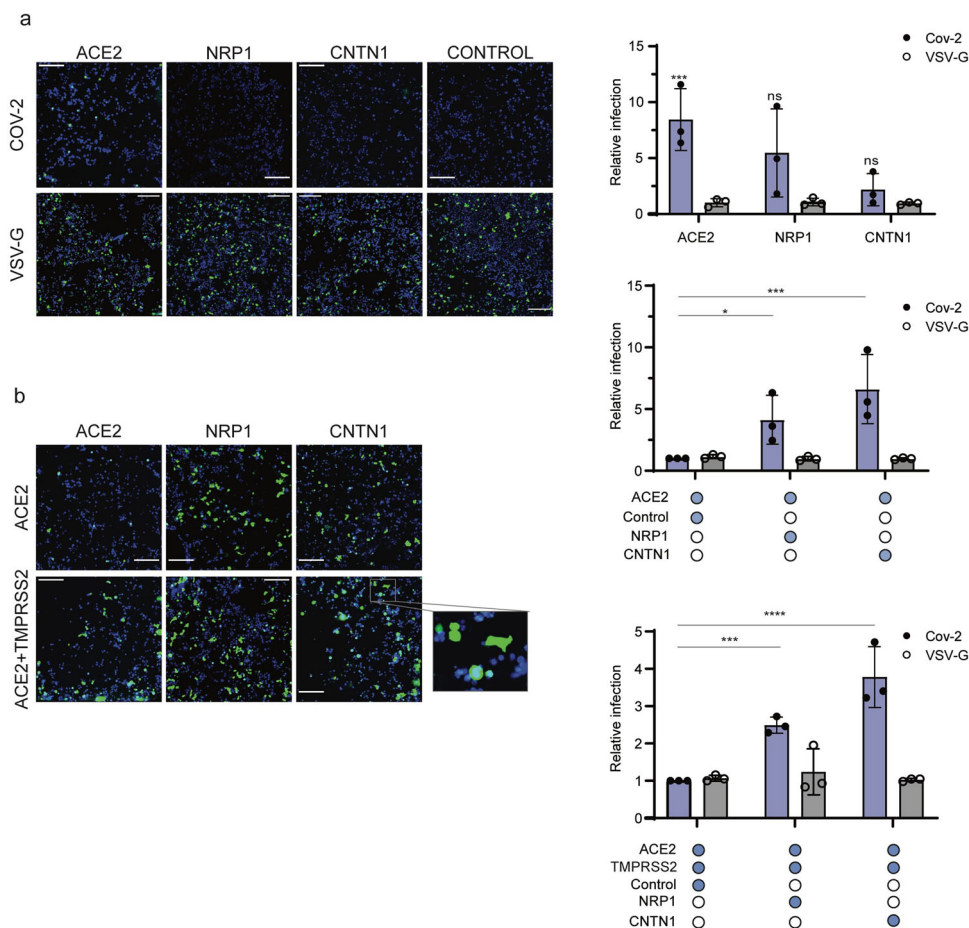 a
ACE2 NRP1 CNTN1 CONTROL
COV-2
VSV-G
Cov-2
VSV-G
Relative infection
15
10
5
0
*** ns ns
ACE2 NRP1 CNTN1
Cov-2
VSV-G
Relative infection
15
10
5
0
***
*
ACE2
Control
NRP1
CNTN1
b
ACE2 NRP1 CNTN1
ACE2
ACE2+TMPRSS2
Cov-2
VSV-G
Relative infection
5
4
3
2
1
0
****
***
ACE2
TMPRSS2
Control
NRP1
CNTN1